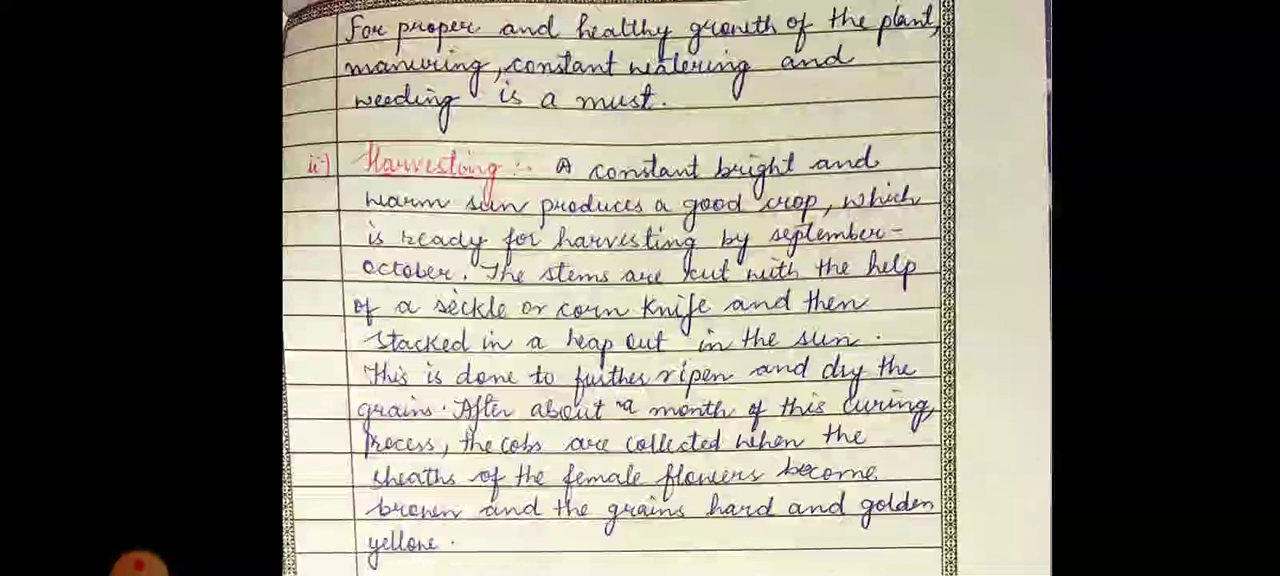 For proper and healthy growth of the plant,
manuring, constant watering and
weeding is a must.
ii) Harvesting :- A constant bright and
warm sun produces a good crop, which
is ready for harvesting by september-
october. The stems are cut with the help
of a sickle or corn knife and then
stacked in a heap out in the sun.
This is done to further ripen and dry the
grains. After about a month of this curing
process, the cobs are collected when the
sheaths of the female flowers become
brown and the grains hard and golden
yellow.